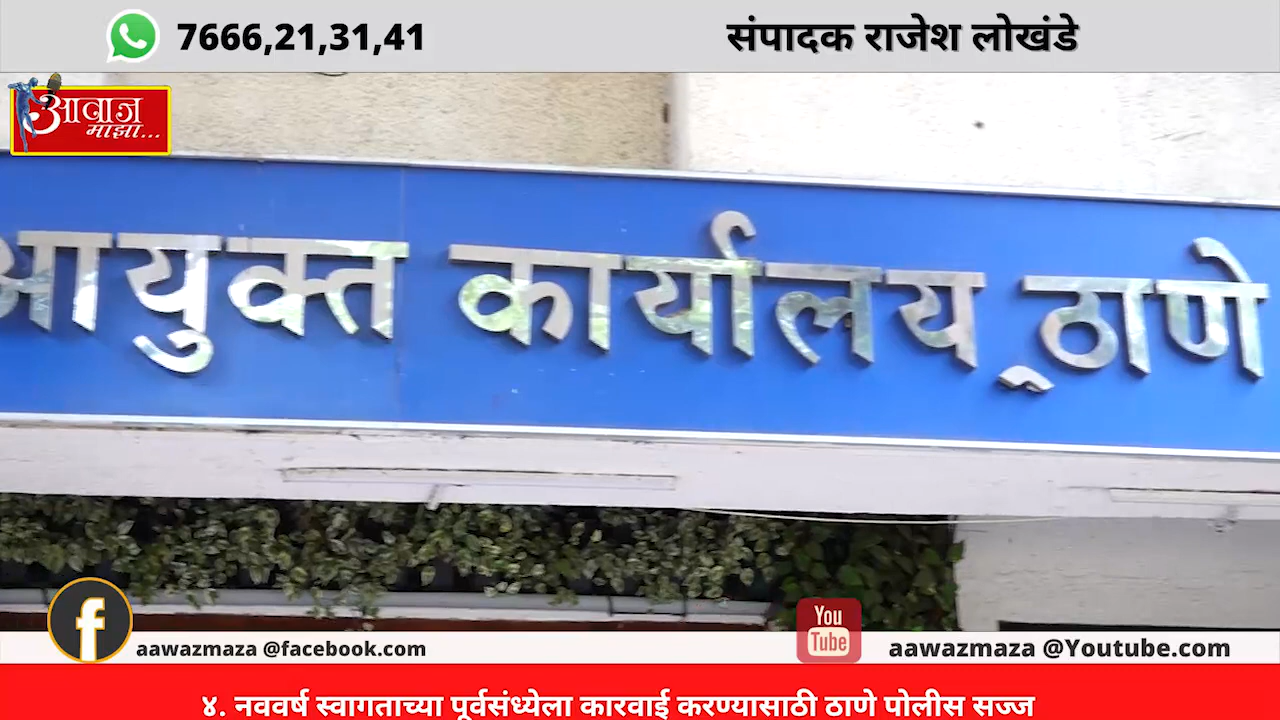 7666,21,31,41
संपादक राजेश लोखंडे
आवाज
माझा...
आयुक्त कार्यालय, ठाणे
You
Tube
aawazmaza @facebook.com
aawazmaza @Youtube.com
४. नववर्ष स्वागताच्या पूर्वसंध्येला कारवाई करण्यासाठी ठाणे पोलीस सज्ज